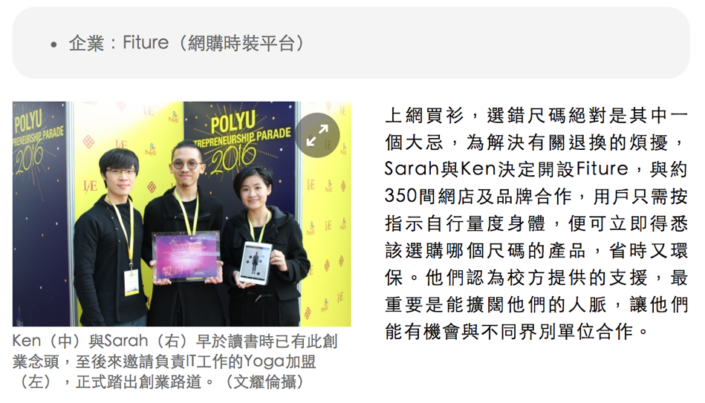 企業：Fiture（網購時裝平台）
POLYU
ENTREPRENEURSHIP PARADE
2016
POLYU
ENTREPRENEURSHIP PARADE
2016
上網買衫，選錯尺碼絕對是其中一
個大忌，為解決有關退換的煩擾，
Sarah與Ken決定開設Fiture，與約
350間網店及品牌合作，用戶只需按
指示自行量度身體，便可立即得悉
該選購哪個尺碼的產品，省時又環
保。他們認為校方提供的支援，最
重要是能擴闊他們的人脈，讓他們
能有機會與不同界別單位合作。
Ken（中）與Sarah（右）早於讀書時已有此創
業念頭，至後來邀請負責IT工作的Yoga加盟
（左），正式踏出創業路道。（文耀倫攝）